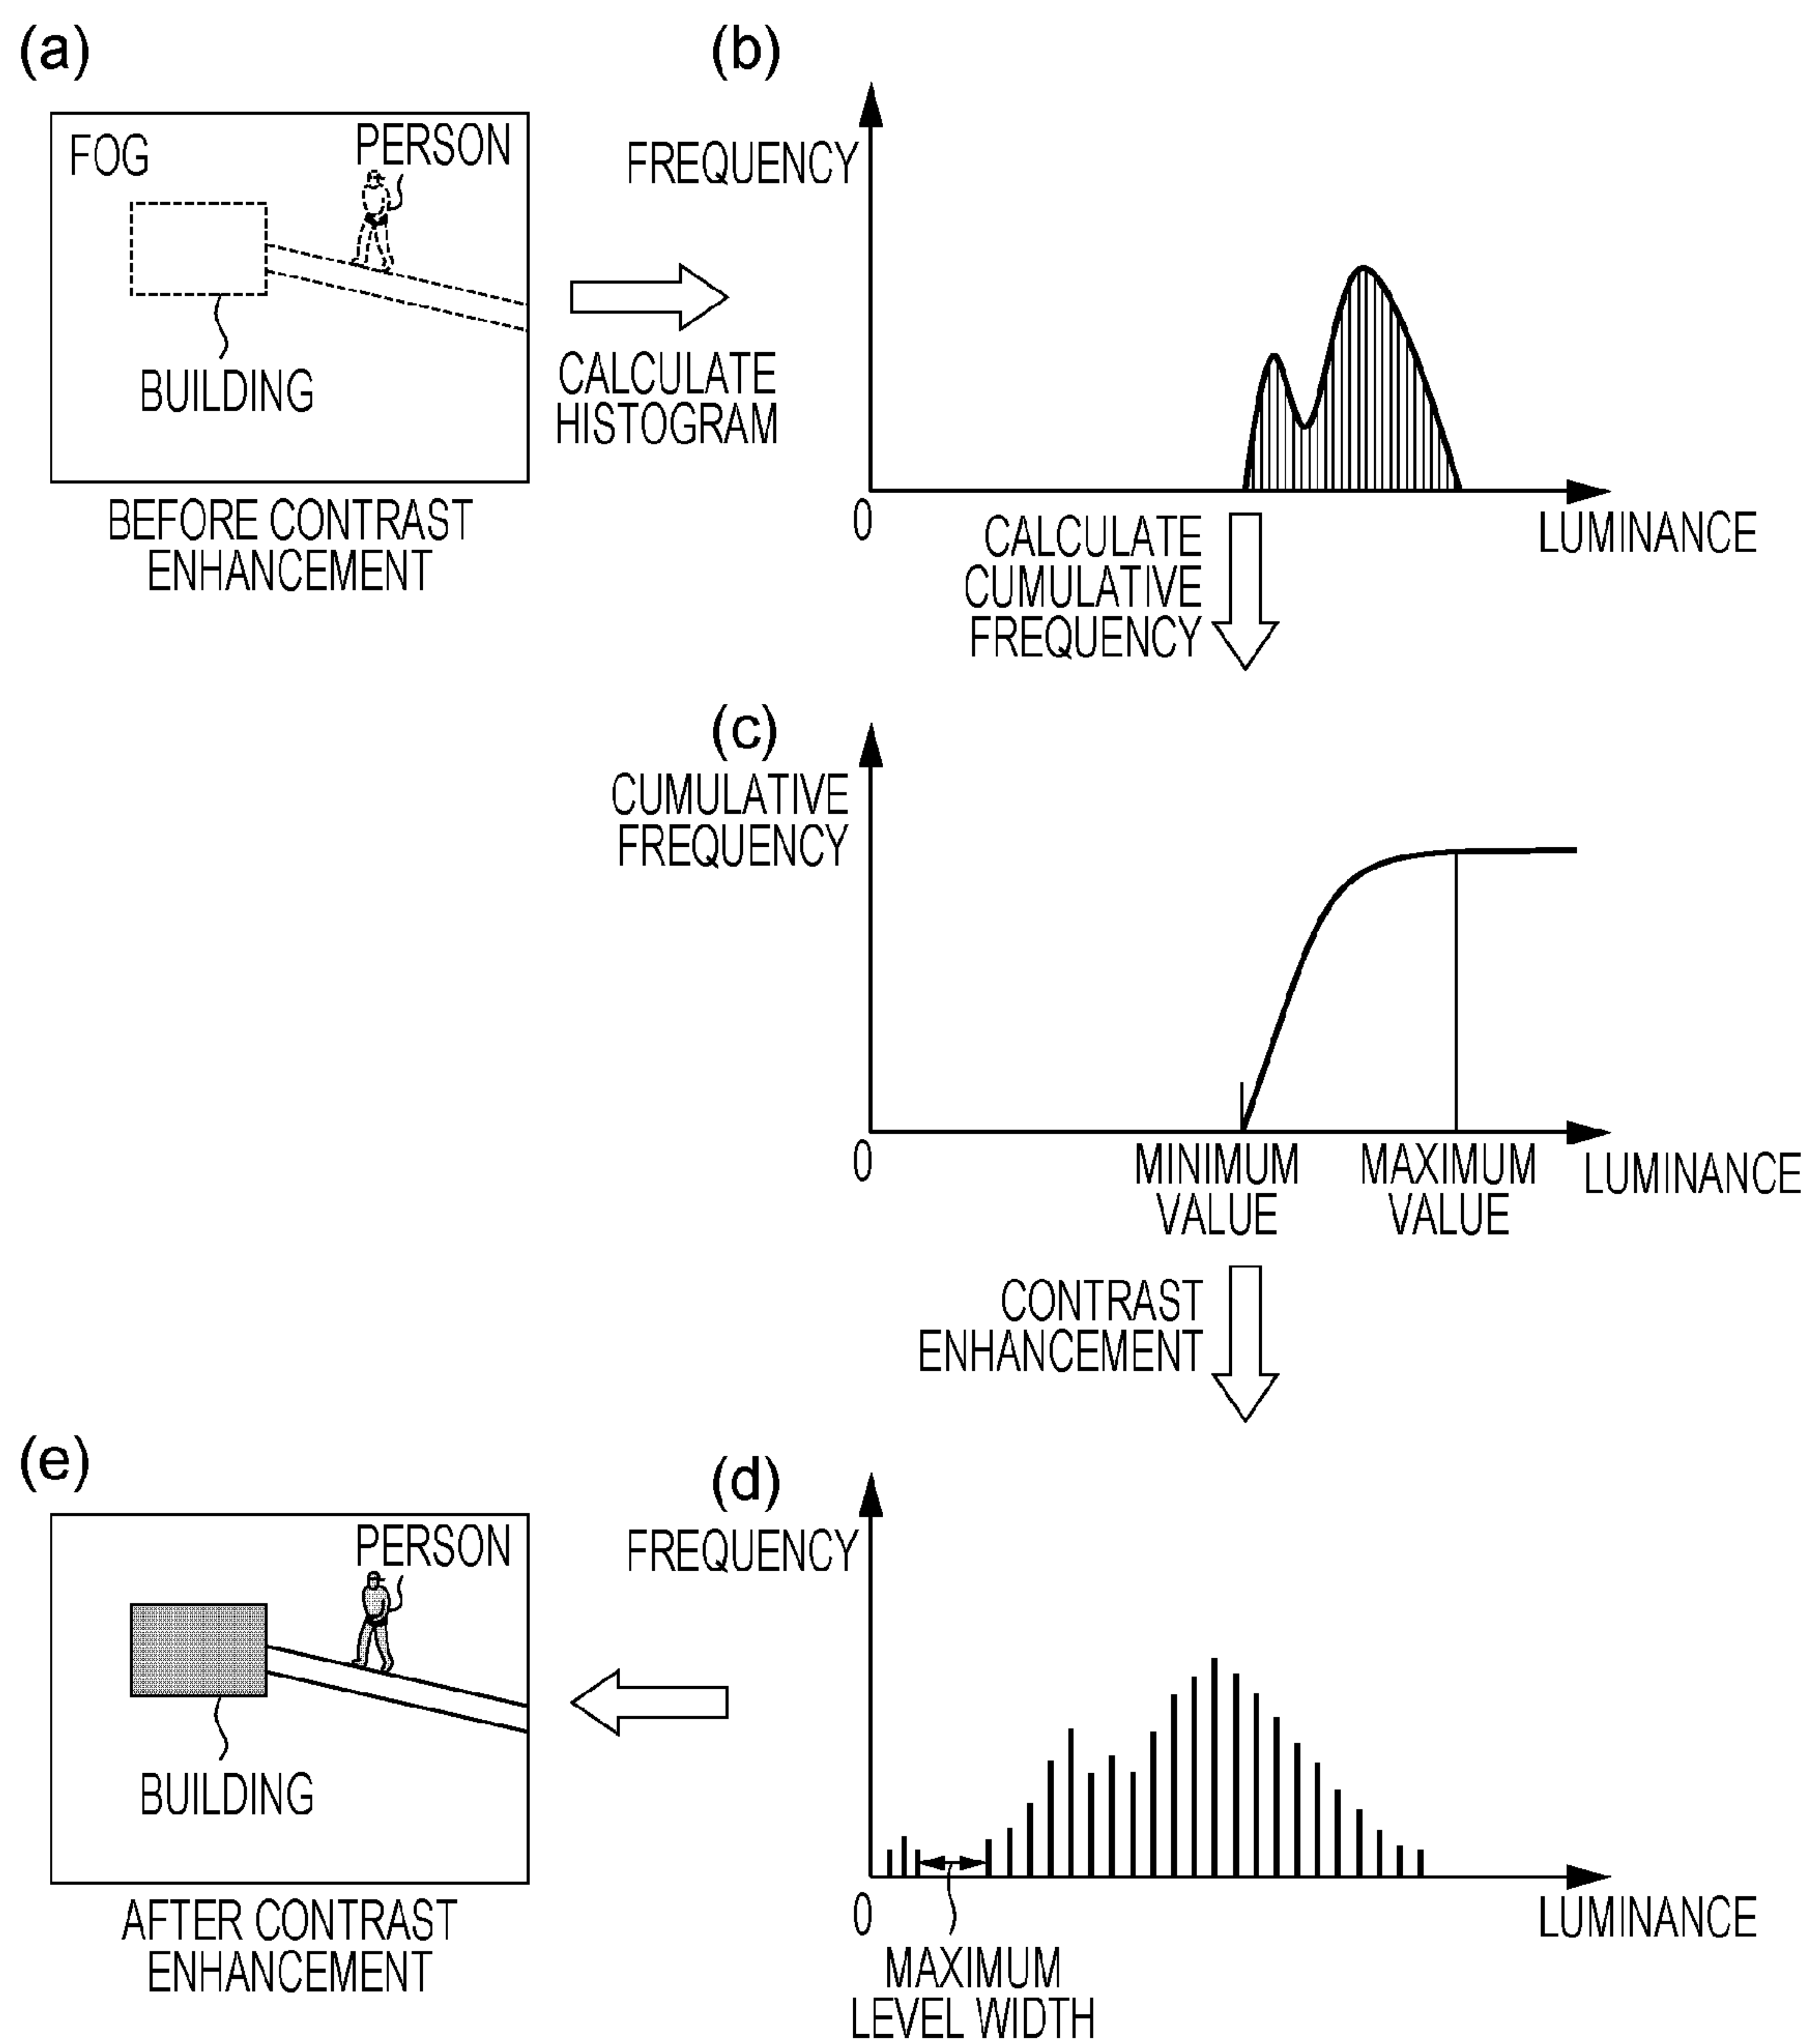 (a)
FOG
PERSON
BUILDING
BEFORE CONTRAST
ENHANCEMENT
CALCULATE
HISTOGRAM
(b)
FREQUENCY
0
LUMINANCE
CALCULATE
CUMULATIVE
FREQUENCY
(c)
CUMULATIVE
FREQUENCY
0
MINIMUM
VALUE
MAXIMUM
VALUE
LUMINANCE
CONTRAST
ENHANCEMENT
(d)
FREQUENCY
0
LUMINANCE
MAXIMUM
LEVEL WIDTH
(e)
PERSON
BUILDING
AFTER CONTRAST
ENHANCEMENT